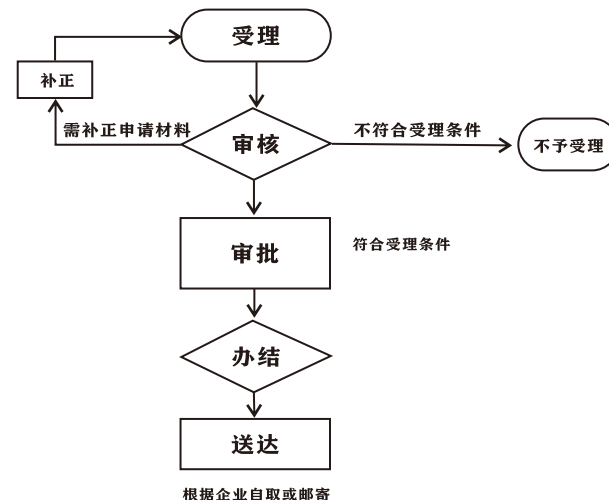 受理
补正
需补正申请材料
不符合受理条件
审核
不予受理
审批
符合受理条件
办结
送达
根据企业自取或邮寄